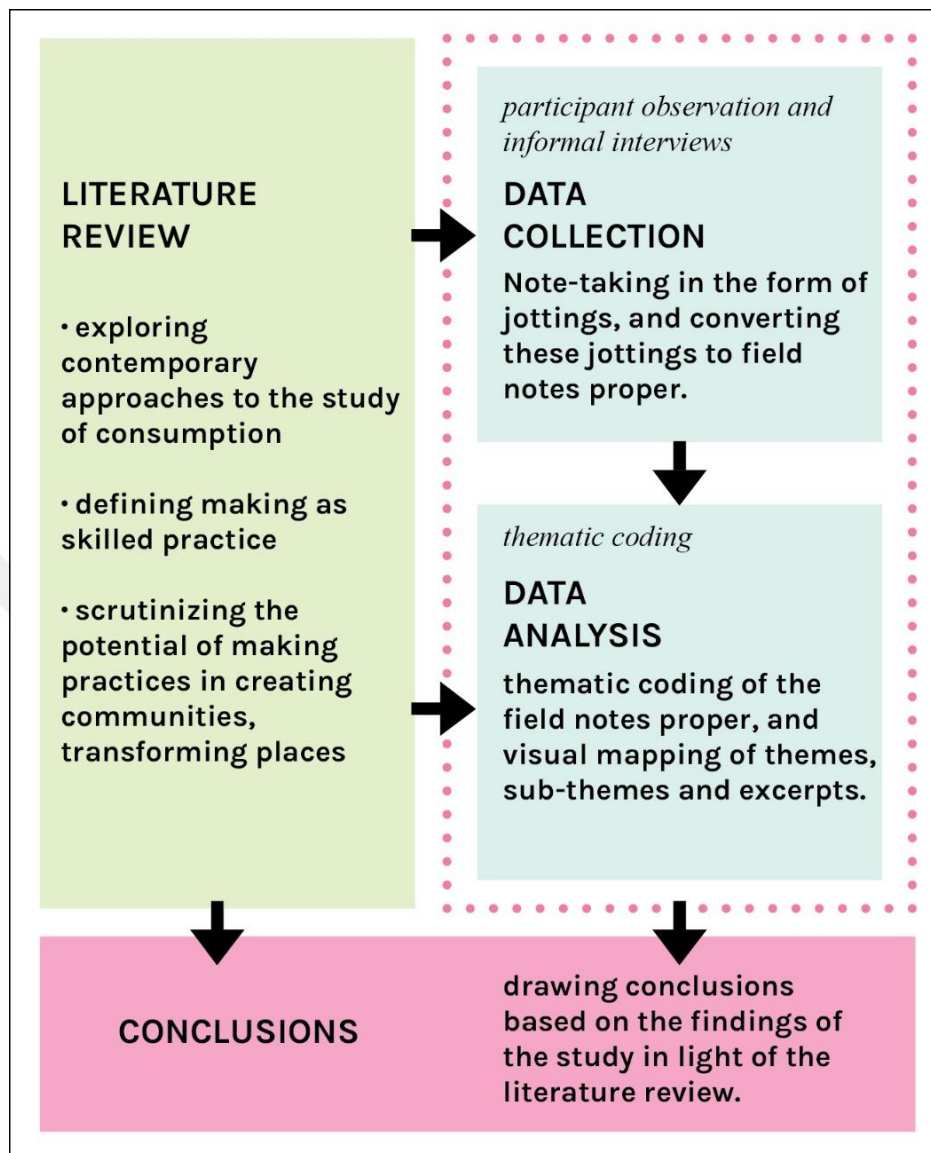 LITERATURE
REVIEW
• exploring
contemporary
approaches to the study
of consumption
• defining making as
skilled practice
• scrutinizing the
potential of making
practices in creating
communities,
transforming places
participant observation and
informal interviews
DATA
COLLECTION
Note-taking in the form of
jottings, and converting
these jottings to field
notes proper.
thematic coding
DATA
ANALYSIS
thematic coding of the
field notes proper, and
visual mapping of themes,
sub-themes and excerpts.
CONCLUSIONS
drawing conclusions
based on the findings of
the study in light of the
literature review.